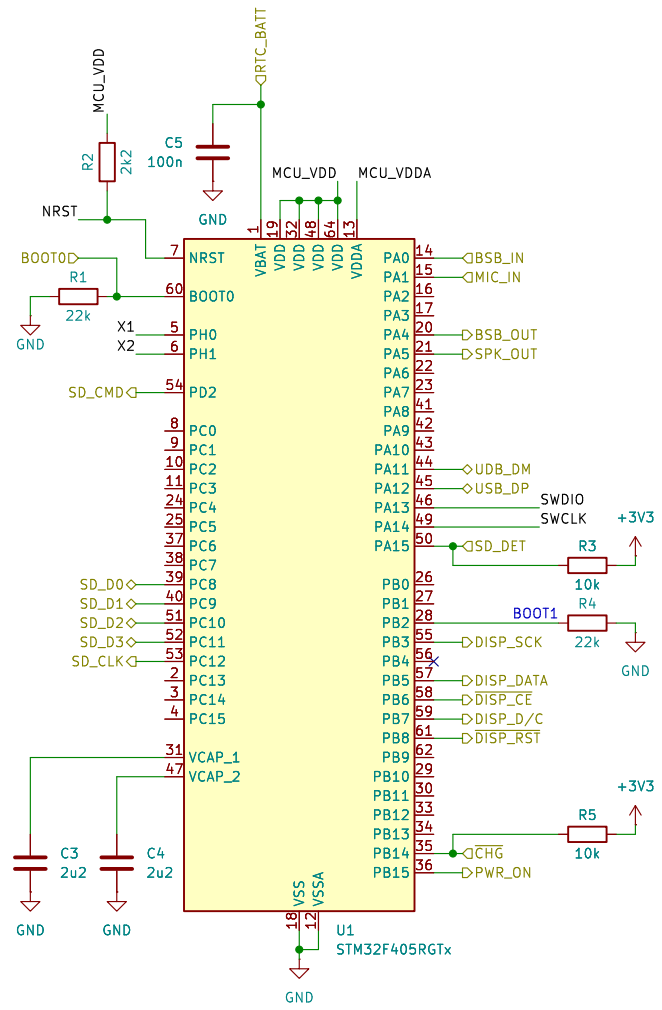 RTC_BATT
MCU_VDD
R2
2k2
C5
100n
GND
MCU_VDD
MCU_VDDA
NRST
1
19
32
48
64
13
VBAT
VDD
VDD
VDD
VDD
VDDA
7 NRST
PA0 14 BSB_IN
BOOT0
PA1 15 MIC_IN
R1
22k
GND
60 BOOT0
PA2 16
PA3 17
X1 5 PH0
PA4 20 BSB_OUT
X2 6 PH1
PA5 21 SPK_OUT
PA6 22
SD_CMD 54 PD2
PA7 23
PA8 41
8 PC0
PA9 42
9 PC1
PA10 43
10 PC2
PA11 44 UDB_DM
11 PC3
PA12 45 USB_DP
24 PC4
PA13 46 SWDIO
25 PC5
PA14 49 SWCLK
37 PC6
PA15 50 SD_DET
+3V3
R3
10k
38 PC7
SD_D0 39 PC8
PB0 26
SD_D1 40 PC9
PB1 27
SD_D2 51 PC10
PB2 28 BOOT1
R4
22k
GND
SD_D3 52 PC11
PB3 55 DISP_SCK
SD_CLK 53 PC12
PB4 56
2 PC13
PB5 57 DISP_DATA
3 PC14
PB6 58 DISP_CE
4 PC15
PB7 59 DISP_D/C
PB8 61 DISP_RST
31 VCAP_1
PB9 62
47 VCAP_2
PB10 29
PB11 30
+3V3
PB12 33
R5
10k
PB13 34
PB14 35 CHG
PB15 36 PWR_ON
C3
2u2
GND
C4
2u2
GND
VSS
VSSA
18
12
U1
STM32F405RGTx
GND